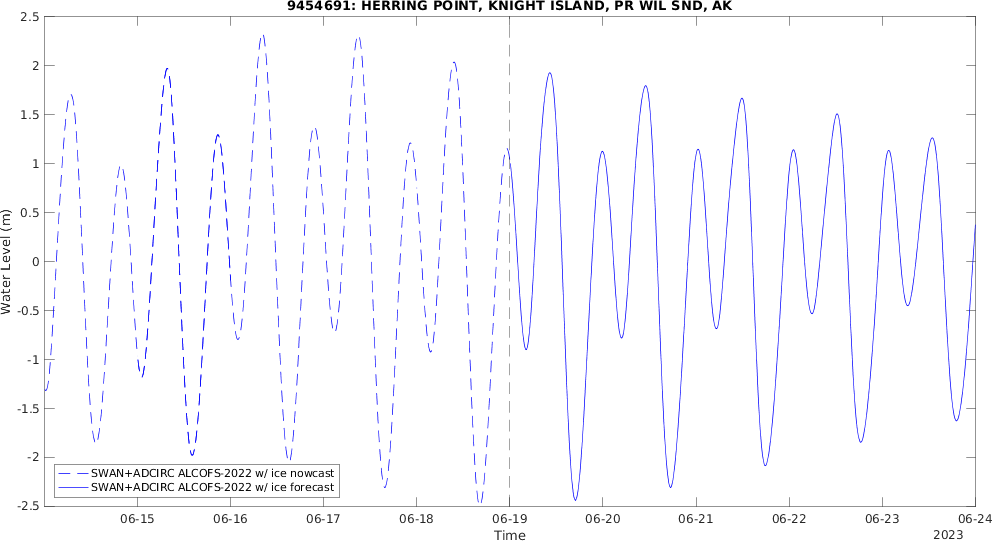 9454691: HERRING POINT, KNIGHT ISLAND, PR WIL SND, AK
2.5
2
1.5
1
0.5
0
-0.5
-1
-1.5
-2
-2.5
Water Level (m)
SWAN+ADCIRC ALCOFS-2022 w/ ice nowcast
SWAN+ADCIRC ALCOFS-2022 w/ ice forecast
06-15 06-16 06-17 06-18 06-19 06-20 06-21 06-22 06-23 06-24
Time
2023